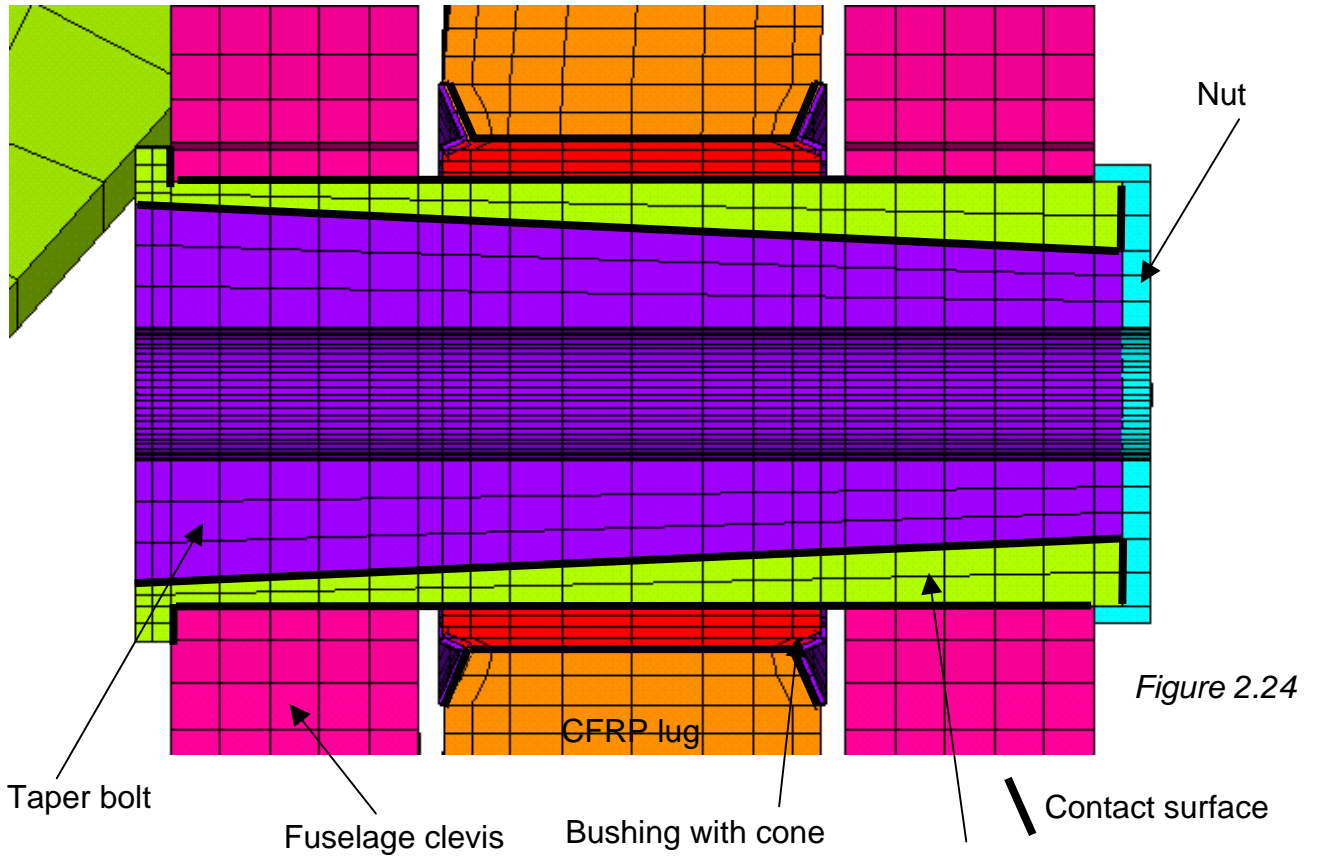 Nut
Figure 2.24
CFRP lug
Taper bolt
Contact surface
Fuselage clevis
Bushing with cone